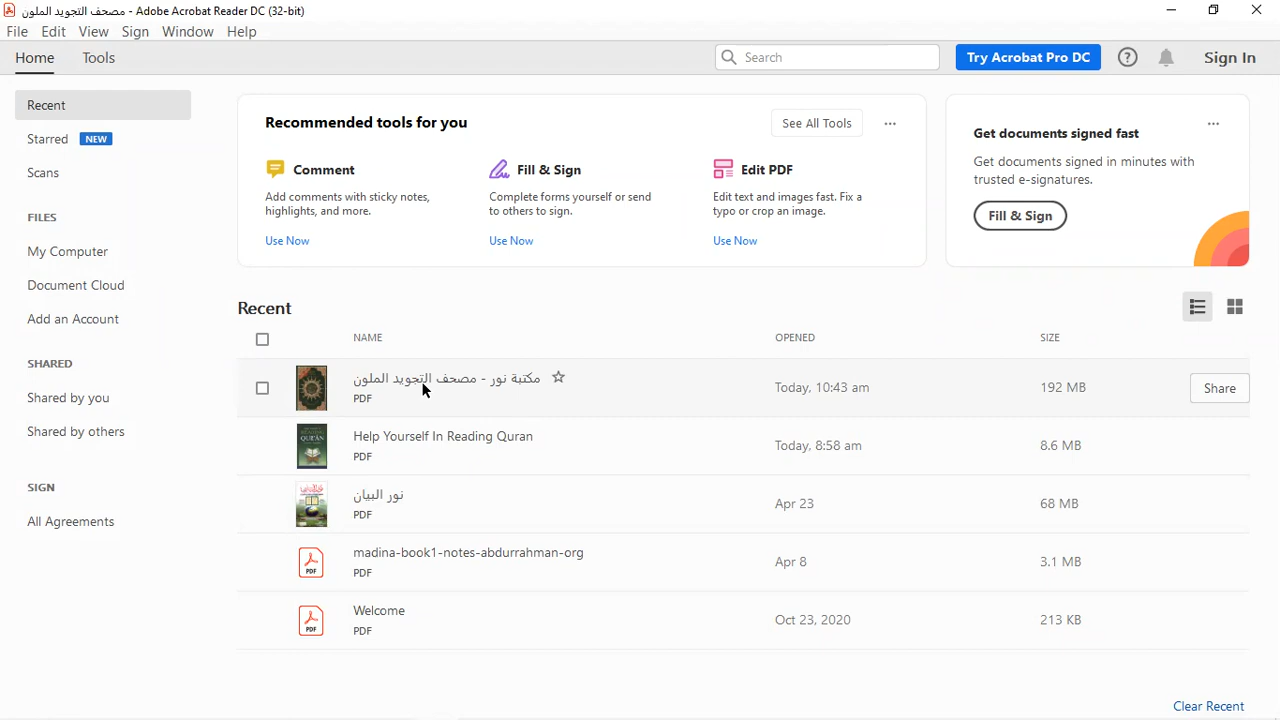 مصحف التجويد الملون - Adobe Acrobat Reader DC (32-bit)
File Edit View Sign Window Help
Home Tools Search Try Acrobat Pro DC Sign In
Recent
Starred NEW
Scans
FILES
My Computer
Document Cloud
Add an Account
SHARED
Shared by you
Shared by others
SIGN
All Agreements
Recommended tools for you See All Tools
Comment
Add comments with sticky notes,
highlights, and more.
Use Now
Fill & Sign
Complete forms yourself or send
to others to sign.
Use Now
Edit PDF
Edit text and images fast. Fix a
typo or crop an image.
Use Now
Get documents signed fast
Get documents signed in minutes with
trusted e-signatures.
Fill & Sign
Recent
NAME OPENED SIZE
مكتبة نور - مصحف التجويد الملون Today, 10:43 am 192 MB Share
PDF
Help Yourself In Reading Quran Today, 8:58 am 8.6 MB
PDF
نور البيان Apr 23 68 MB
PDF
madina-book1-notes-abdurrahman-org Apr 8 3.1 MB
PDF
Welcome Oct 23, 2020 213 KB
PDF
Clear Recent